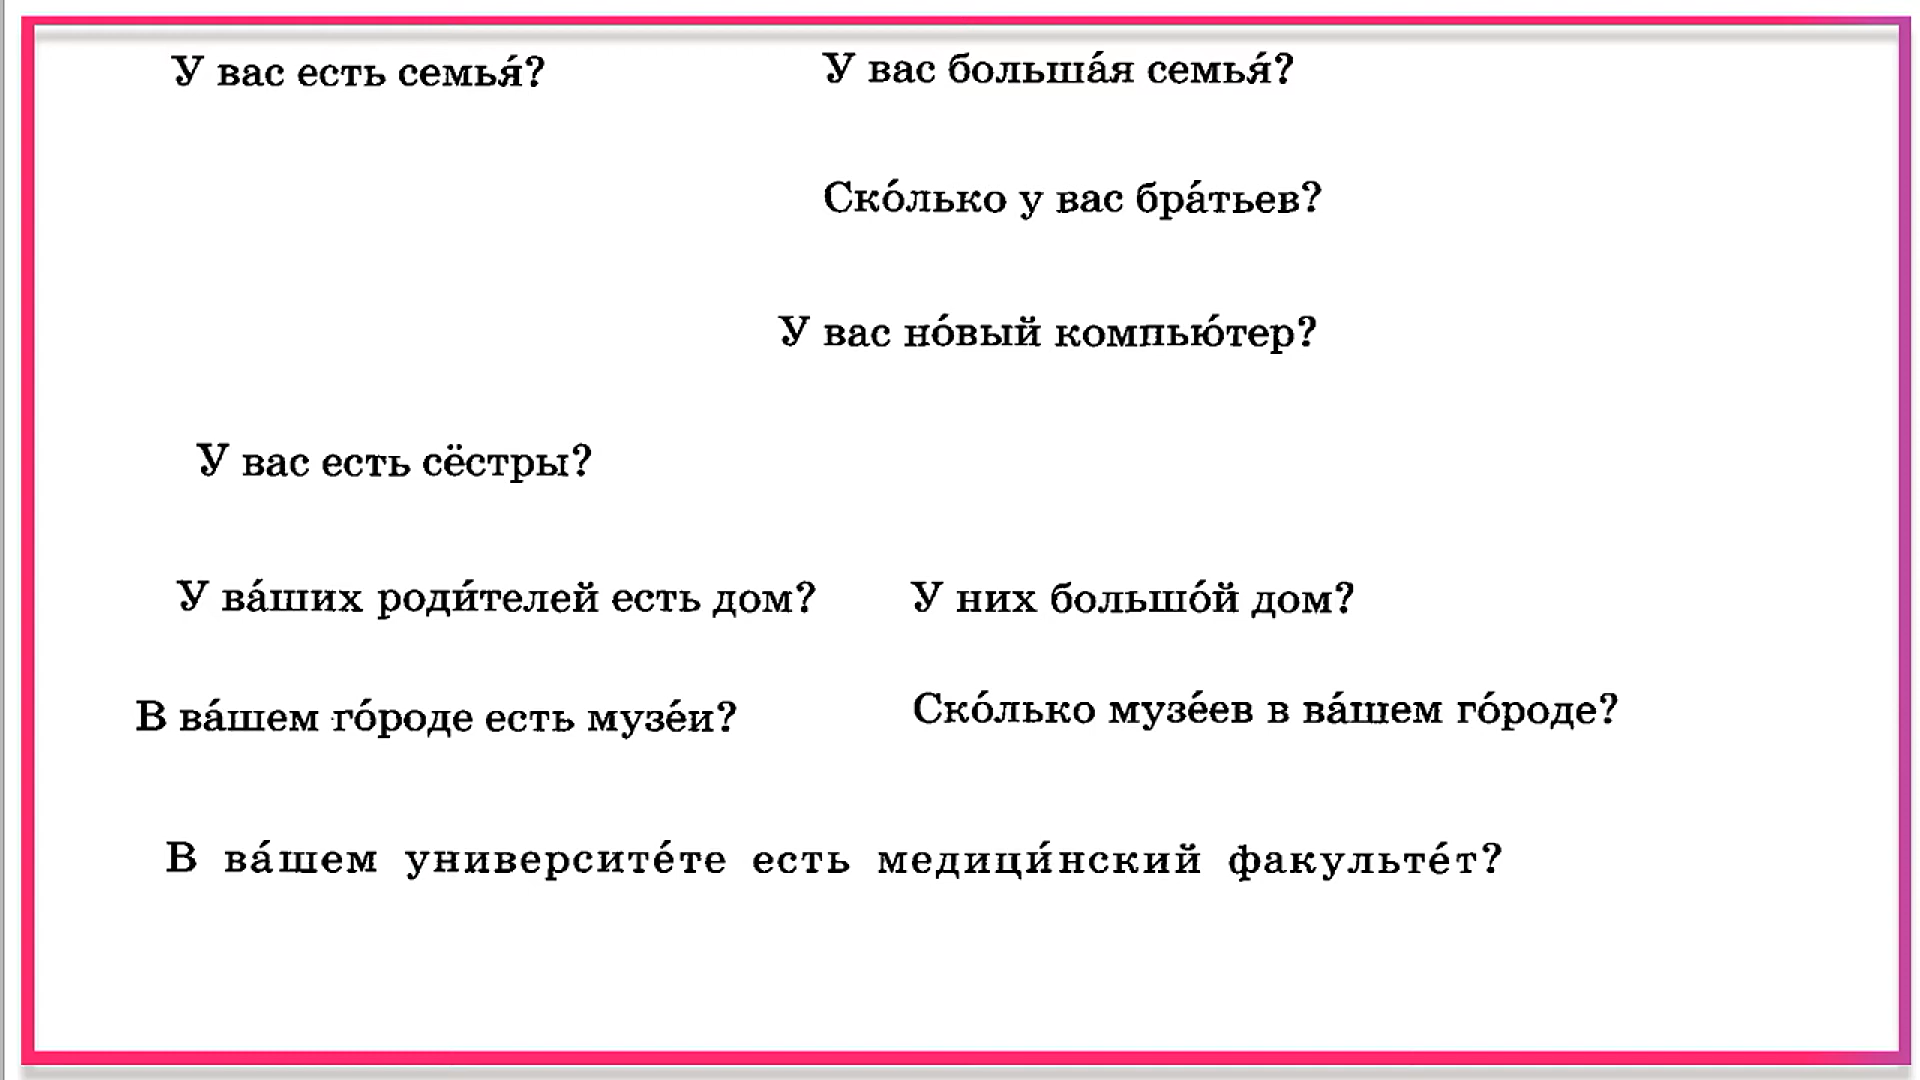 У вас есть семья́?
У вас больша́я семья́?
Ско́лько у вас бра́тьев?
У вас но́вый компью́тер?
У вас есть сёстры?
У ва́ших роди́телей есть дом?
У них большо́й дом?
В ва́шем го́роде есть музе́и?
Ско́лько музе́ев в ва́шем го́роде?
В ва́шем университе́те есть медици́нский факульте́т?